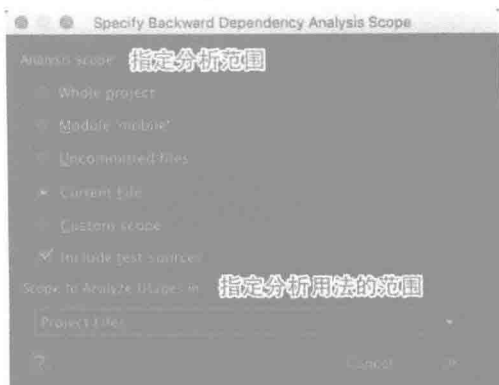 Specify Backward Dependency Analysis Scope
Analysis scope 指定分析范围
Whole project
Module 'mobile'
Uncommitted files
Current File
Custom scope
Include test sources
Scope to Analyze Usages in 指定分析用法的范围
Project Files
? Cancel OK